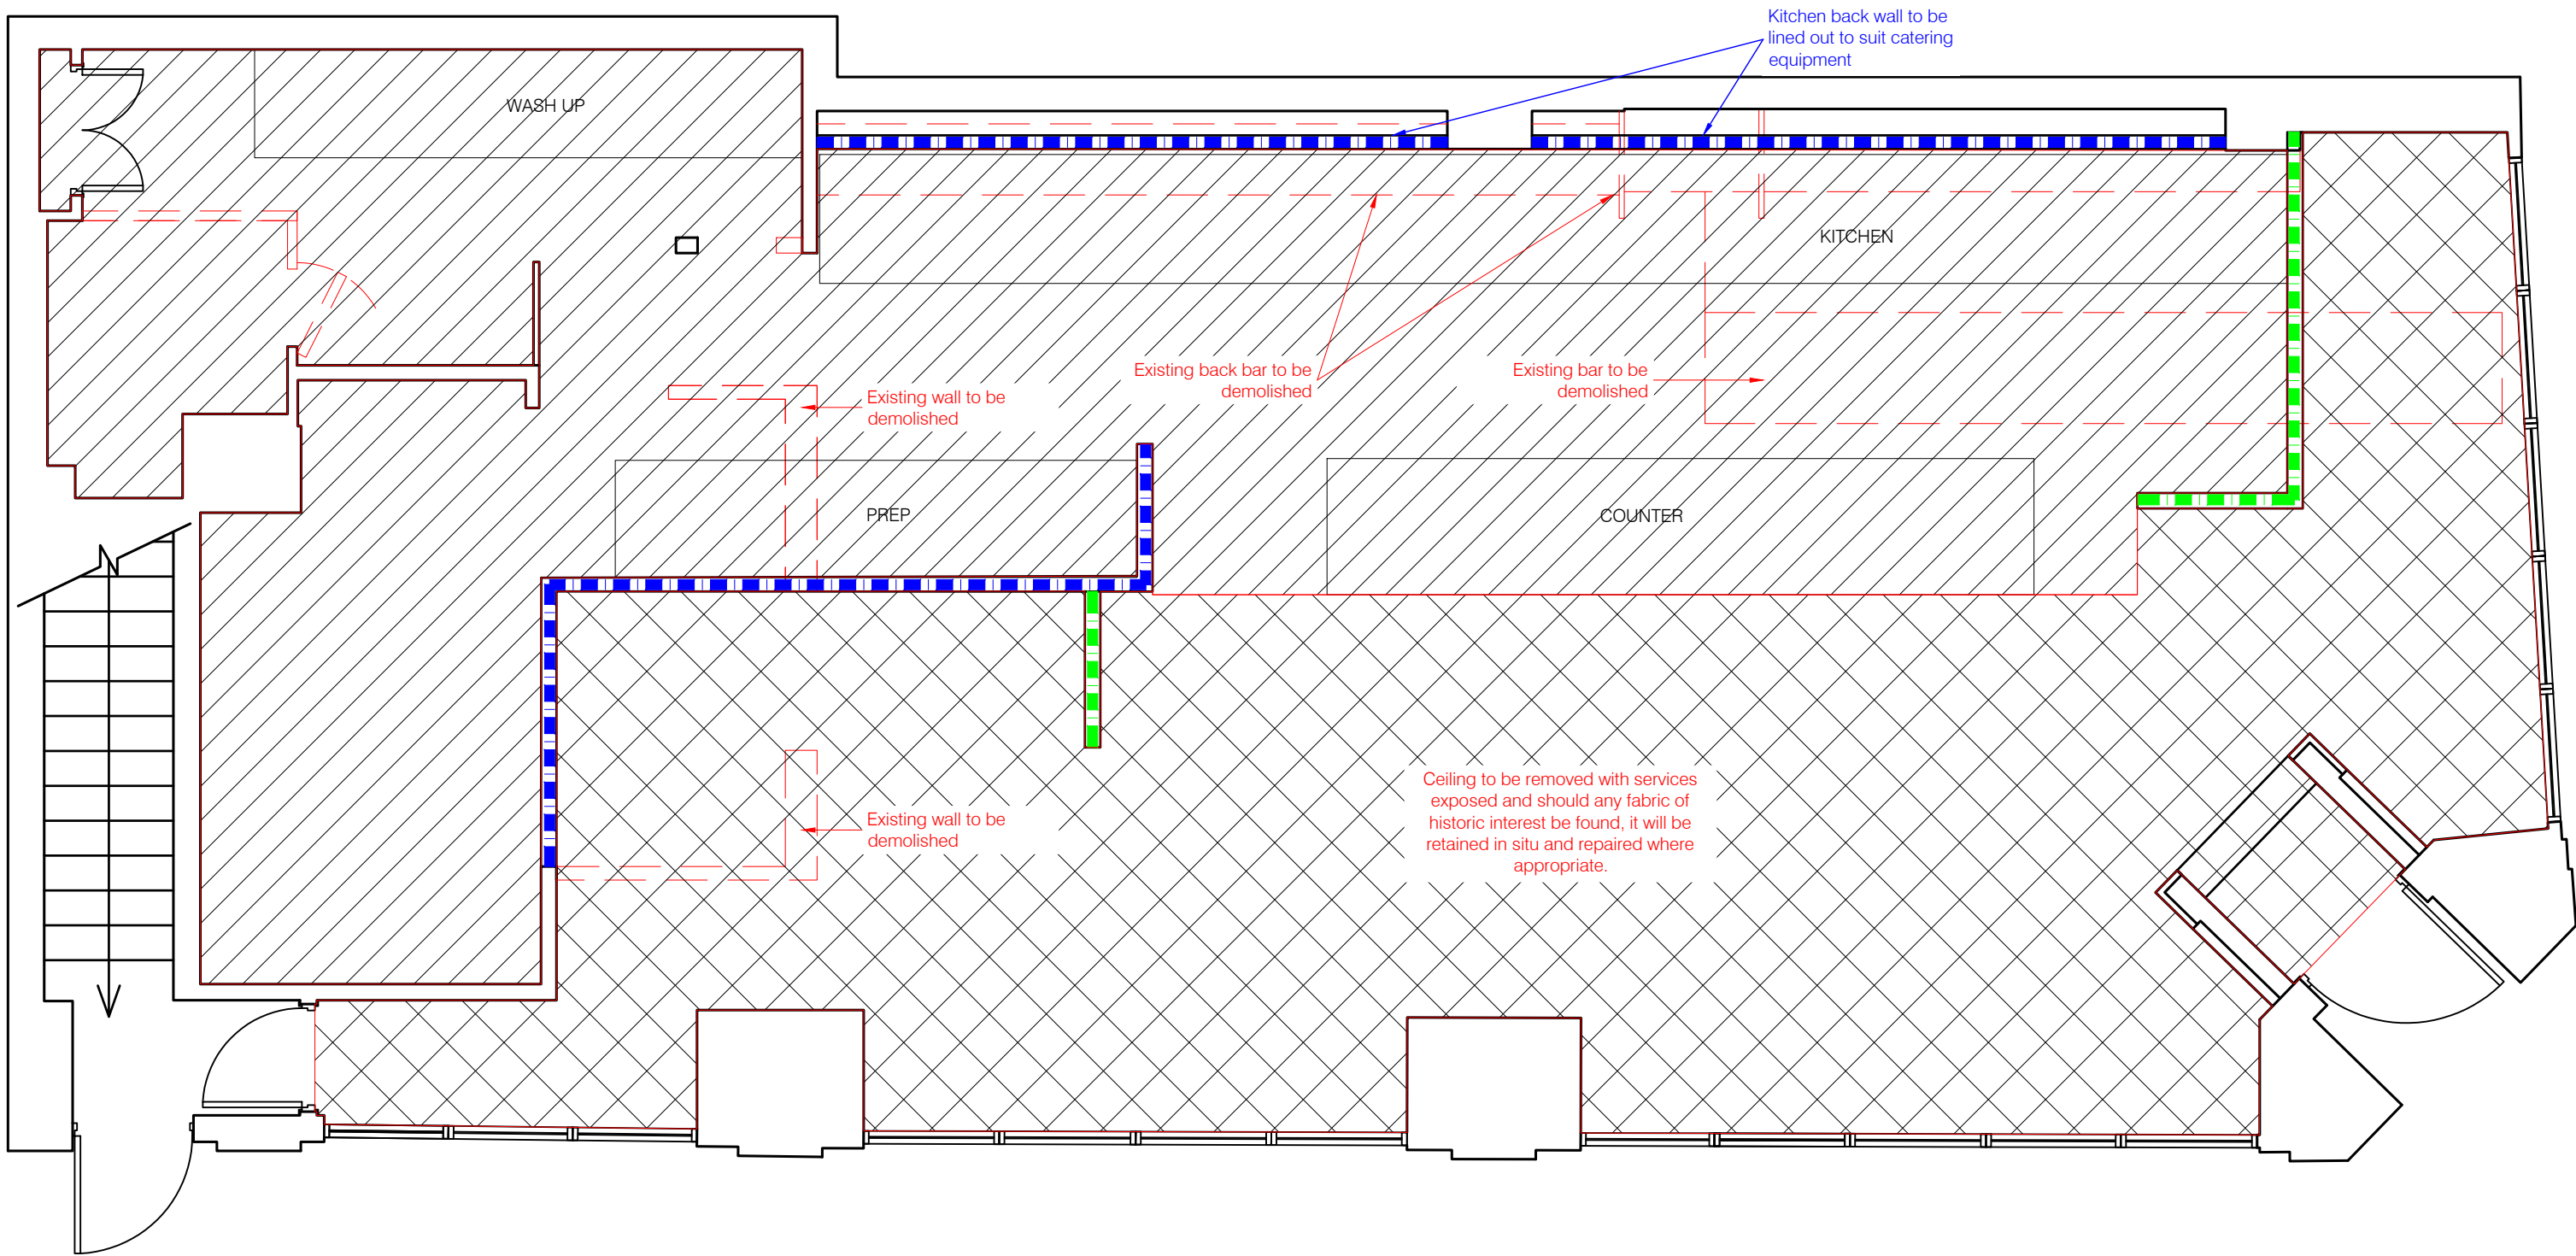 Kitchen back wall to be
lined out to suit catering
equipment
WASH UP
KITCHEN
Existing back bar to be
demolished
Existing bar to be
demolished
Existing wall to be
demolished
PREP
COUNTER
Ceiling to be removed with services
exposed and should any fabric of
historic interest be found, it will be
retained in situ and repaired where
appropriate.
Existing wall to be
demolished